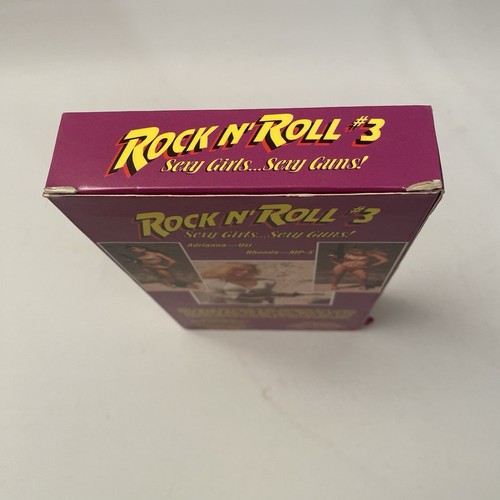 ROCK N' ROLL #3
Sexy Girls...Sexy Guns!
ROCK N' ROLL #3
Sexy Girls...Sexy Guns!
Adrianna—Uzi
Rhonda—MP-5